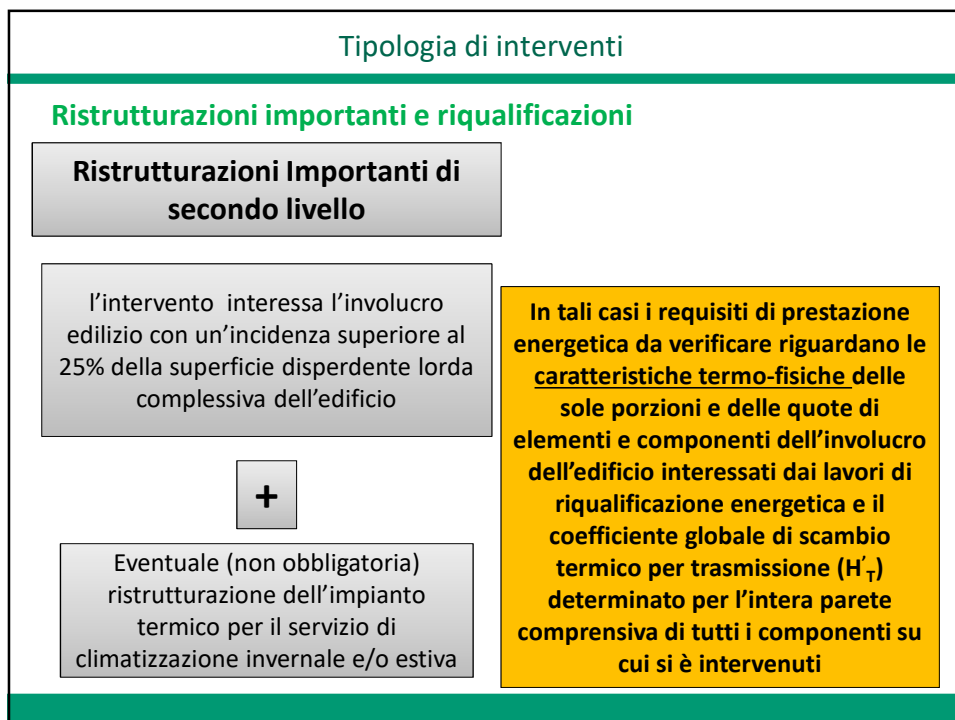 Tipologia di interventi
Ristrutturazioni importanti e riqualificazioni
Ristrutturazioni Importanti di
secondo livello
l’intervento interessa l’involucro
edilizio con un’incidenza superiore al
25% della superficie disperdente lorda
complessiva dell’edificio
+
Eventuale (non obbligatoria)
ristrutturazione dell’impianto
termico per il servizio di
climatizzazione invernale e/o estiva
In tali casi i requisiti di prestazione
energetica da verificare riguardano le
caratteristiche termo-fisiche delle
sole porzioni e delle quote di
elementi e componenti dell’involucro
dell’edificio interessati dai lavori di
riqualificazione energetica e il
coefficiente globale di scambio
termico per trasmissione (H’T)
determinato per l’intera parete
comprensiva di tutti i componenti su
cui si è intervenuti